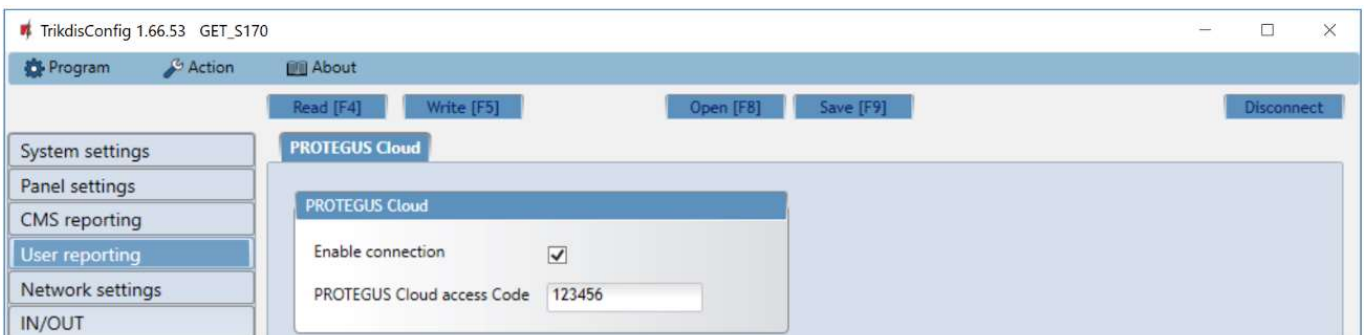 TrikdisConfig 1.66.53 GET_S170
Program Action About
Read [F4] Write [F5] Open [F8] Save [F9] Disconnect
System settings
Panel settings
CMS reporting
User reporting
Network settings
IN/OUT
PROTEGUS Cloud
PROTEGUS Cloud
Enable connection
PROTEGUS Cloud access Code 123456